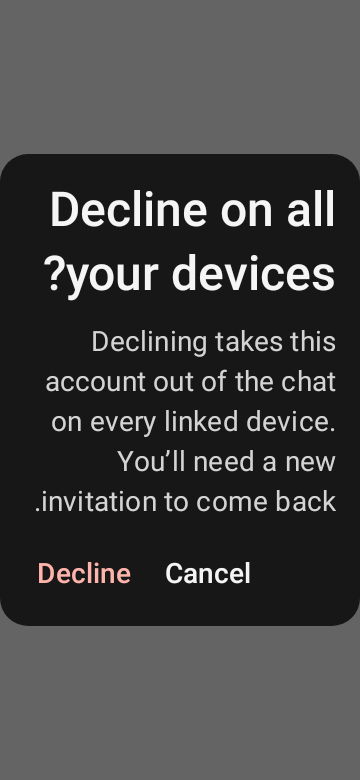 Decline on all
your devices?
Declining takes this
account out of the chat
on every linked device.
You’ll need a new
invitation to come back.
Decline
Cancel